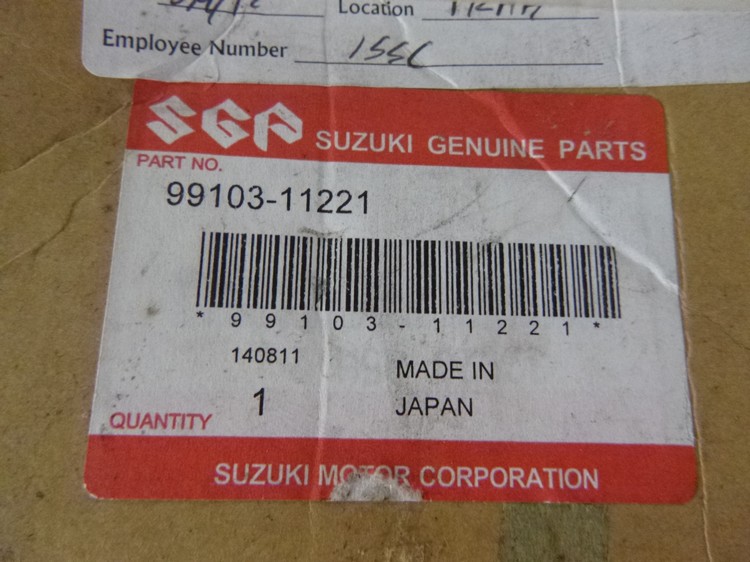 Location
Employee Number 155C
SGP SUZUKI GENUINE PARTS
PART NO.
99103-11221
*99103-11221*
140811
MADE IN
JAPAN
QUANTITY 1
SUZUKI MOTOR CORPORATION